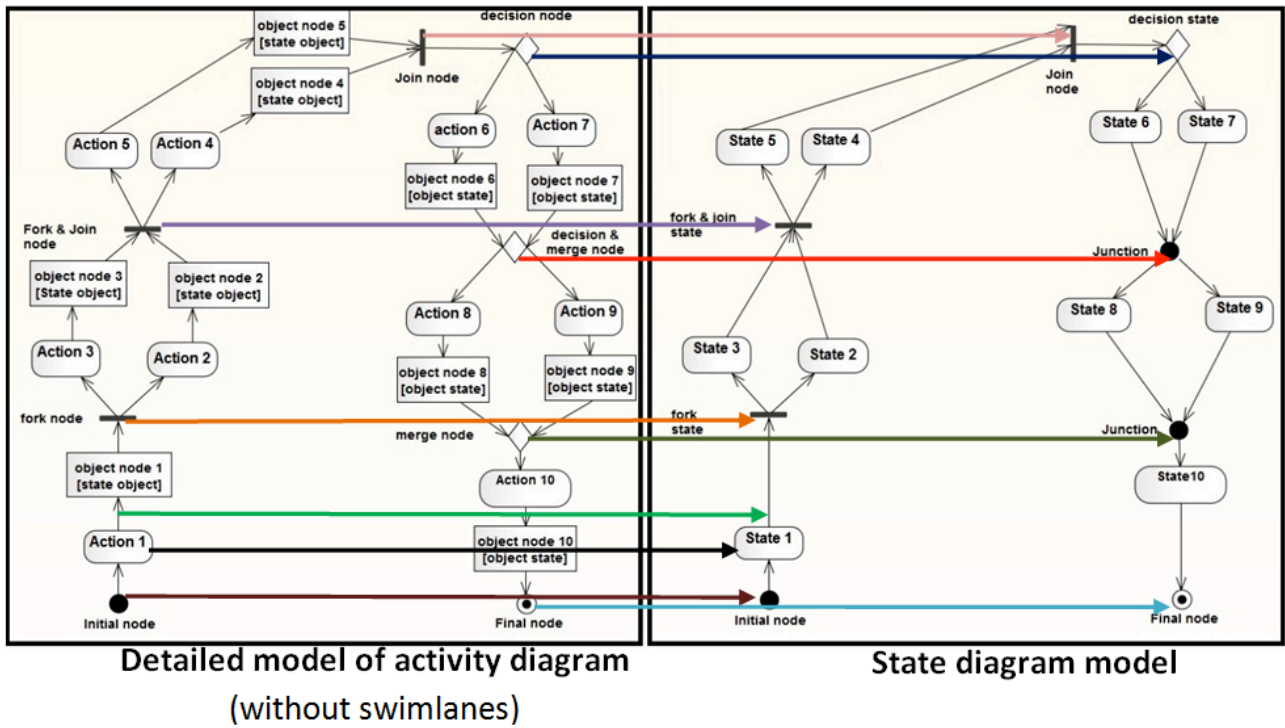 decision node
object node 5
[state object]
object node 4
[state object]
Join node
Action 5
Action 4
action 6
Action 7
object node 6
[object state]
object node 7
[object state]
Fork & Join
node
decision &
merge node
object node 3
[State object]
object node 2
[state object]
Action 3
Action 2
Action 8
Action 9
object node 8
[object state]
object node 9
[object state]
fork node
merge node
object node 1
[state object]
Action 10
Action 1
object node 10
[object state]
Initial node
Final node
decision state
Join
node
State 5
State 4
State 6
State 7
fork & join
state
Junction
State 3
State 2
State 8
State 9
fork
state
Junction
State10
State 1
Initial node
Final node
Detailed model of activity diagram
(without swimlanes)
State diagram model